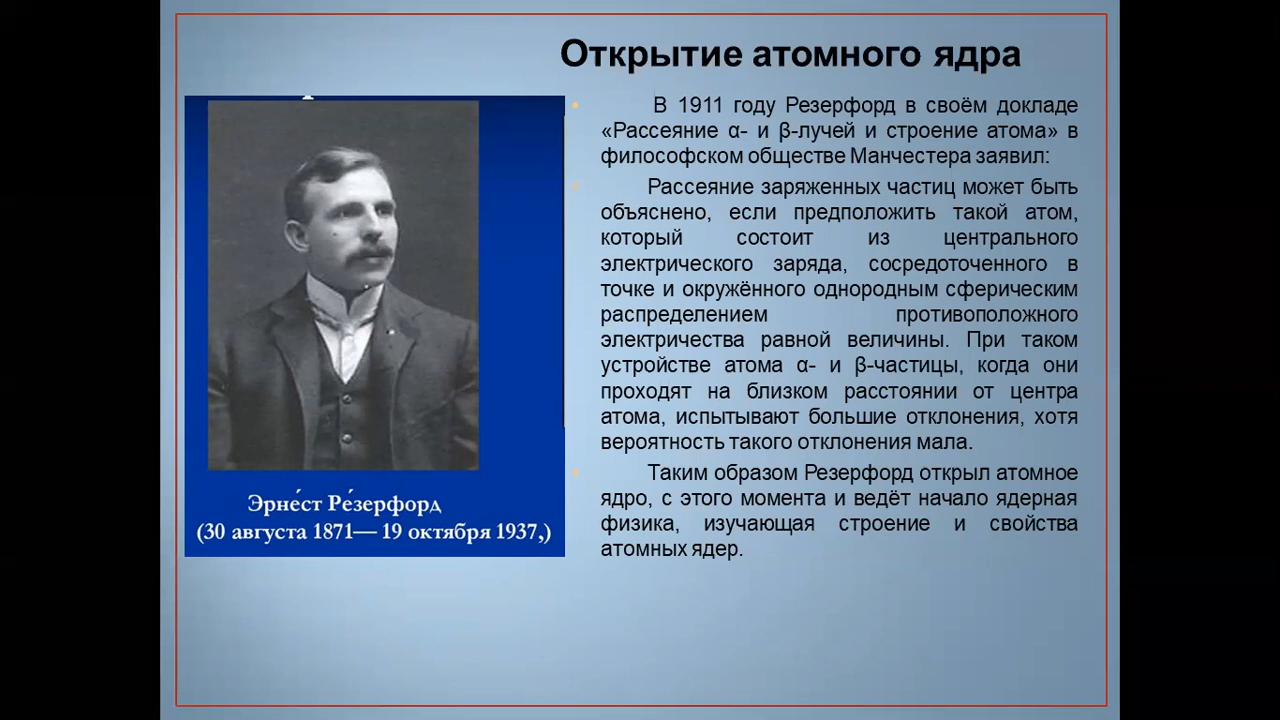 Открытие атомного ядра
В 1911 году Резерфорд в своём докладе
«Рассеяние α- и β-лучей и строение атома» в
философском обществе Манчестера заявил:
Рассеяние заряженных частиц может быть
объяснено, если предположить такой атом,
который состоит из центрального
электрического заряда, сосредоточенного в
точке и окружённого однородным сферическим
распределением противоположного
электричества равной величины. При таком
устройстве атома α- и β-частицы, когда они
проходят на близком расстоянии от центра
атома, испытывают большие отклонения, хотя
вероятность такого отклонения мала.
Таким образом Резерфорд открыл атомное
ядро, с этого момента и ведёт начало ядерная
физика, изучающая строение и свойства
атомных ядер.
Эрне́ст Ре́зерфорд
(30 августа 1871— 19 октября 1937,)